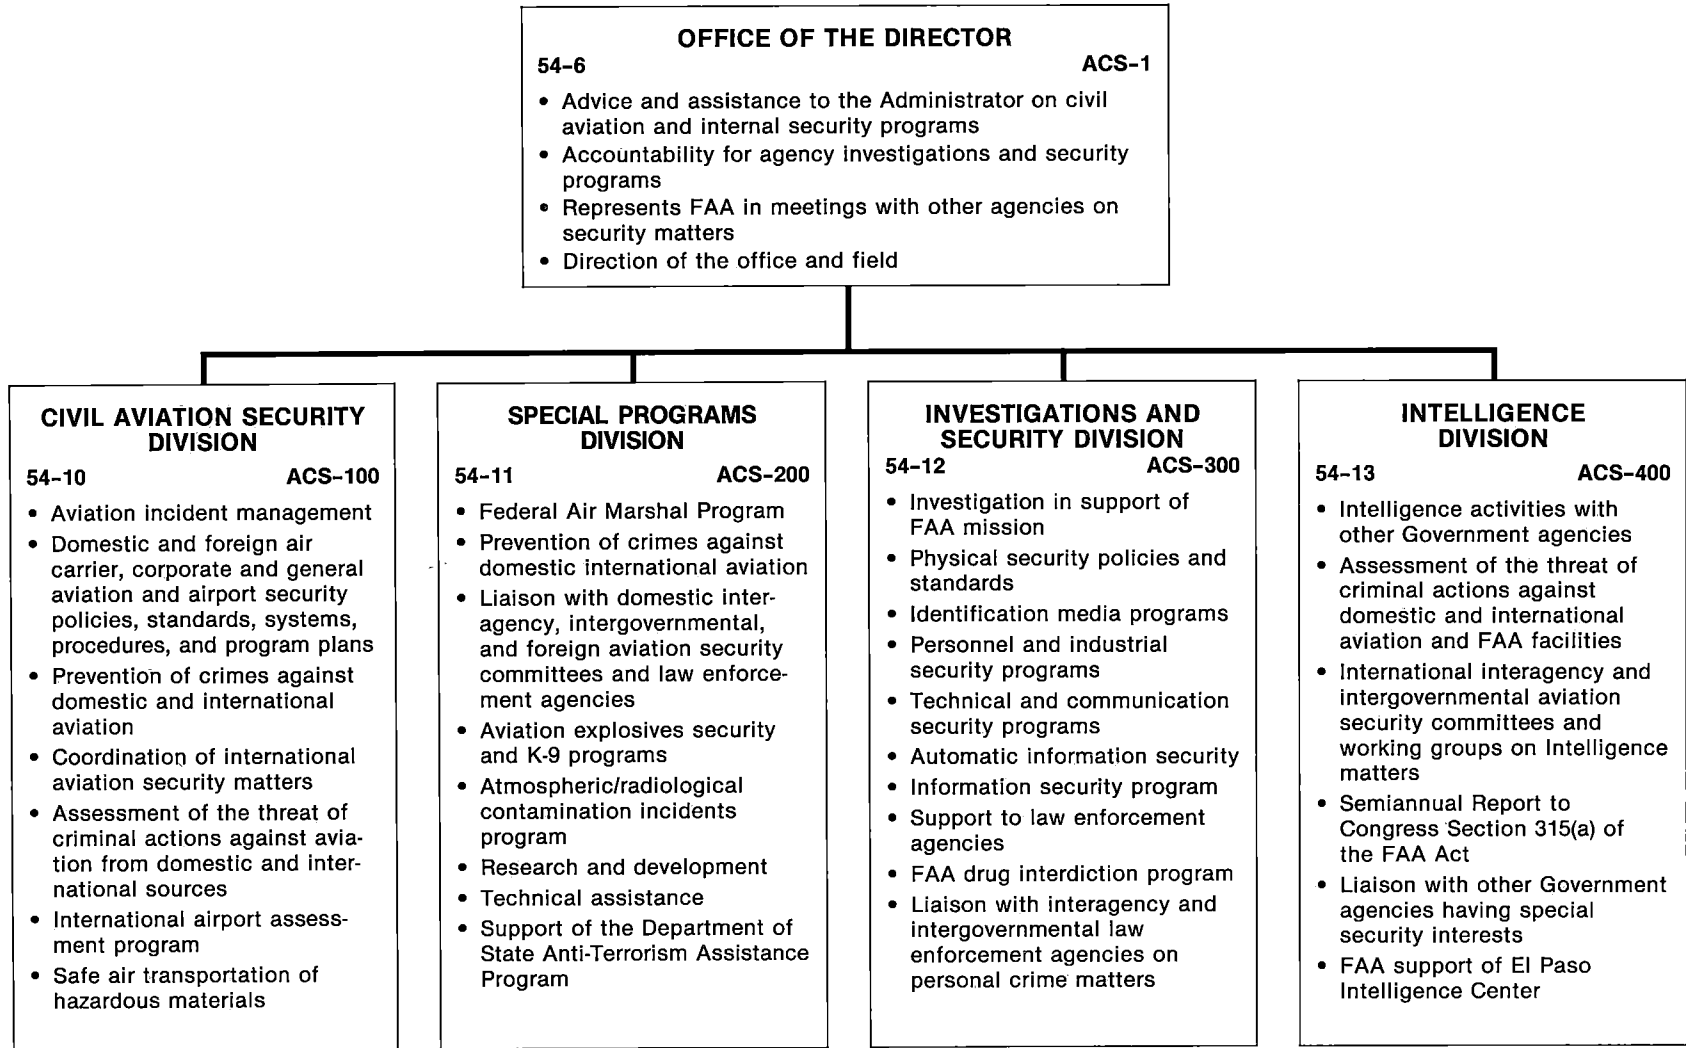 OFFICE OF THE DIRECTOR
54-6 ACS-1
• Advice and assistance to the Administrator on civil
aviation and internal security programs
• Accountability for agency investigations and security
programs
• Represents FAA in meetings with other agencies on
security matters
• Direction of the office and field
CIVIL AVIATION SECURITY
DIVISION
54-10 ACS-100
• Aviation incident management
• Domestic and foreign air
carrier, corporate and general
aviation and airport security
policies, standards, systems,
procedures, and program plans
• Prevention of crimes against
domestic and international
aviation
• Coordination of international
aviation security matters
• Assessment of the threat of
criminal actions against avia-
tion from domestic and inter-
national sources
• International airport assess-
ment program
• Safe air transportation of
hazardous materials
SPECIAL PROGRAMS
DIVISION
54-11 ACS-200
• Federal Air Marshal Program
• Prevention of crimes against
domestic international aviation
• Liaison with domestic inter-
agency, intergovernmental,
and foreign aviation security
committees and law enforce-
ment agencies
• Aviation explosives security
and K-9 programs
• Atmospheric/radiological
contamination incidents
program
• Research and development
• Technical assistance
• Support of the Department of
State Anti-Terrorism Assistance
Program
INVESTIGATIONS AND
SECURITY DIVISION
54-12 ACS-300
• Investigation in support of
FAA mission
• Physical security policies and
standards
• Identification media programs
• Personnel and industrial
security programs
• Technical and communication
security programs
• Automatic information security
• Information security program
• Support to law enforcement
agencies
• FAA drug interdiction program
• Liaison with interagency and
intergovernmental law
enforcement agencies on
personal crime matters
INTELLIGENCE
DIVISION
54-13 ACS-400
• Intelligence activities with
other Government agencies
• Assessment of the threat of
criminal actions against
domestic and international
aviation and FAA facilities
• International interagency and
intergovernmental aviation
security committees and
working groups on Intelligence
matters
• Semiannual Report to
Congress Section 315(a) of
the FAA Act
• Liaison with other Government
agencies having special
security interests
• FAA support of El Paso
Intelligence Center